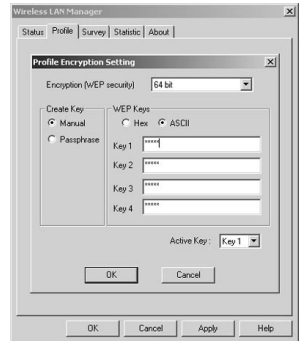 Wireless LAN Manager
Status Profile Survey Statistic About
Profile Encryption Setting
Encryption (WEP security) 64 bit
Create Key
Manual
Passphrase
WEP Keys
Hex ASCII
Key 1 *****
Key 2 *****
Key 3 *****
Key 4 *****
Active Key : Key 1
OK Cancel
OK Cancel Apply Help